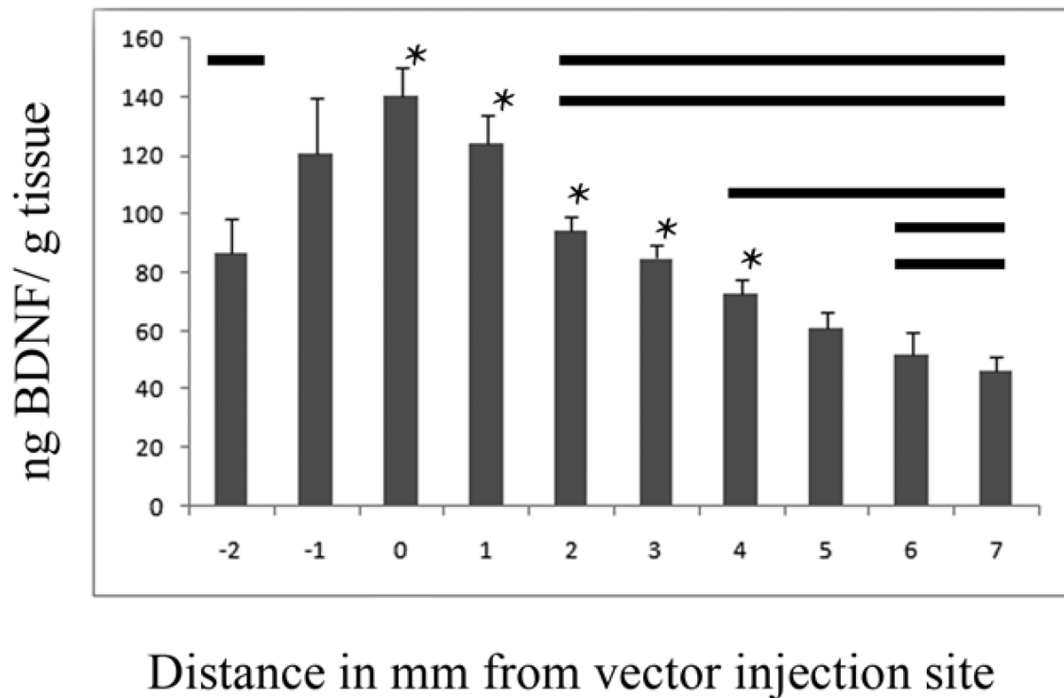 ng BDNF/ g tissue
160
140
120
100
80
60
40
20
0
* * * * * *
-2 -1 0 1 2 3 4 5 6 7
Distance in mm from vector injection site